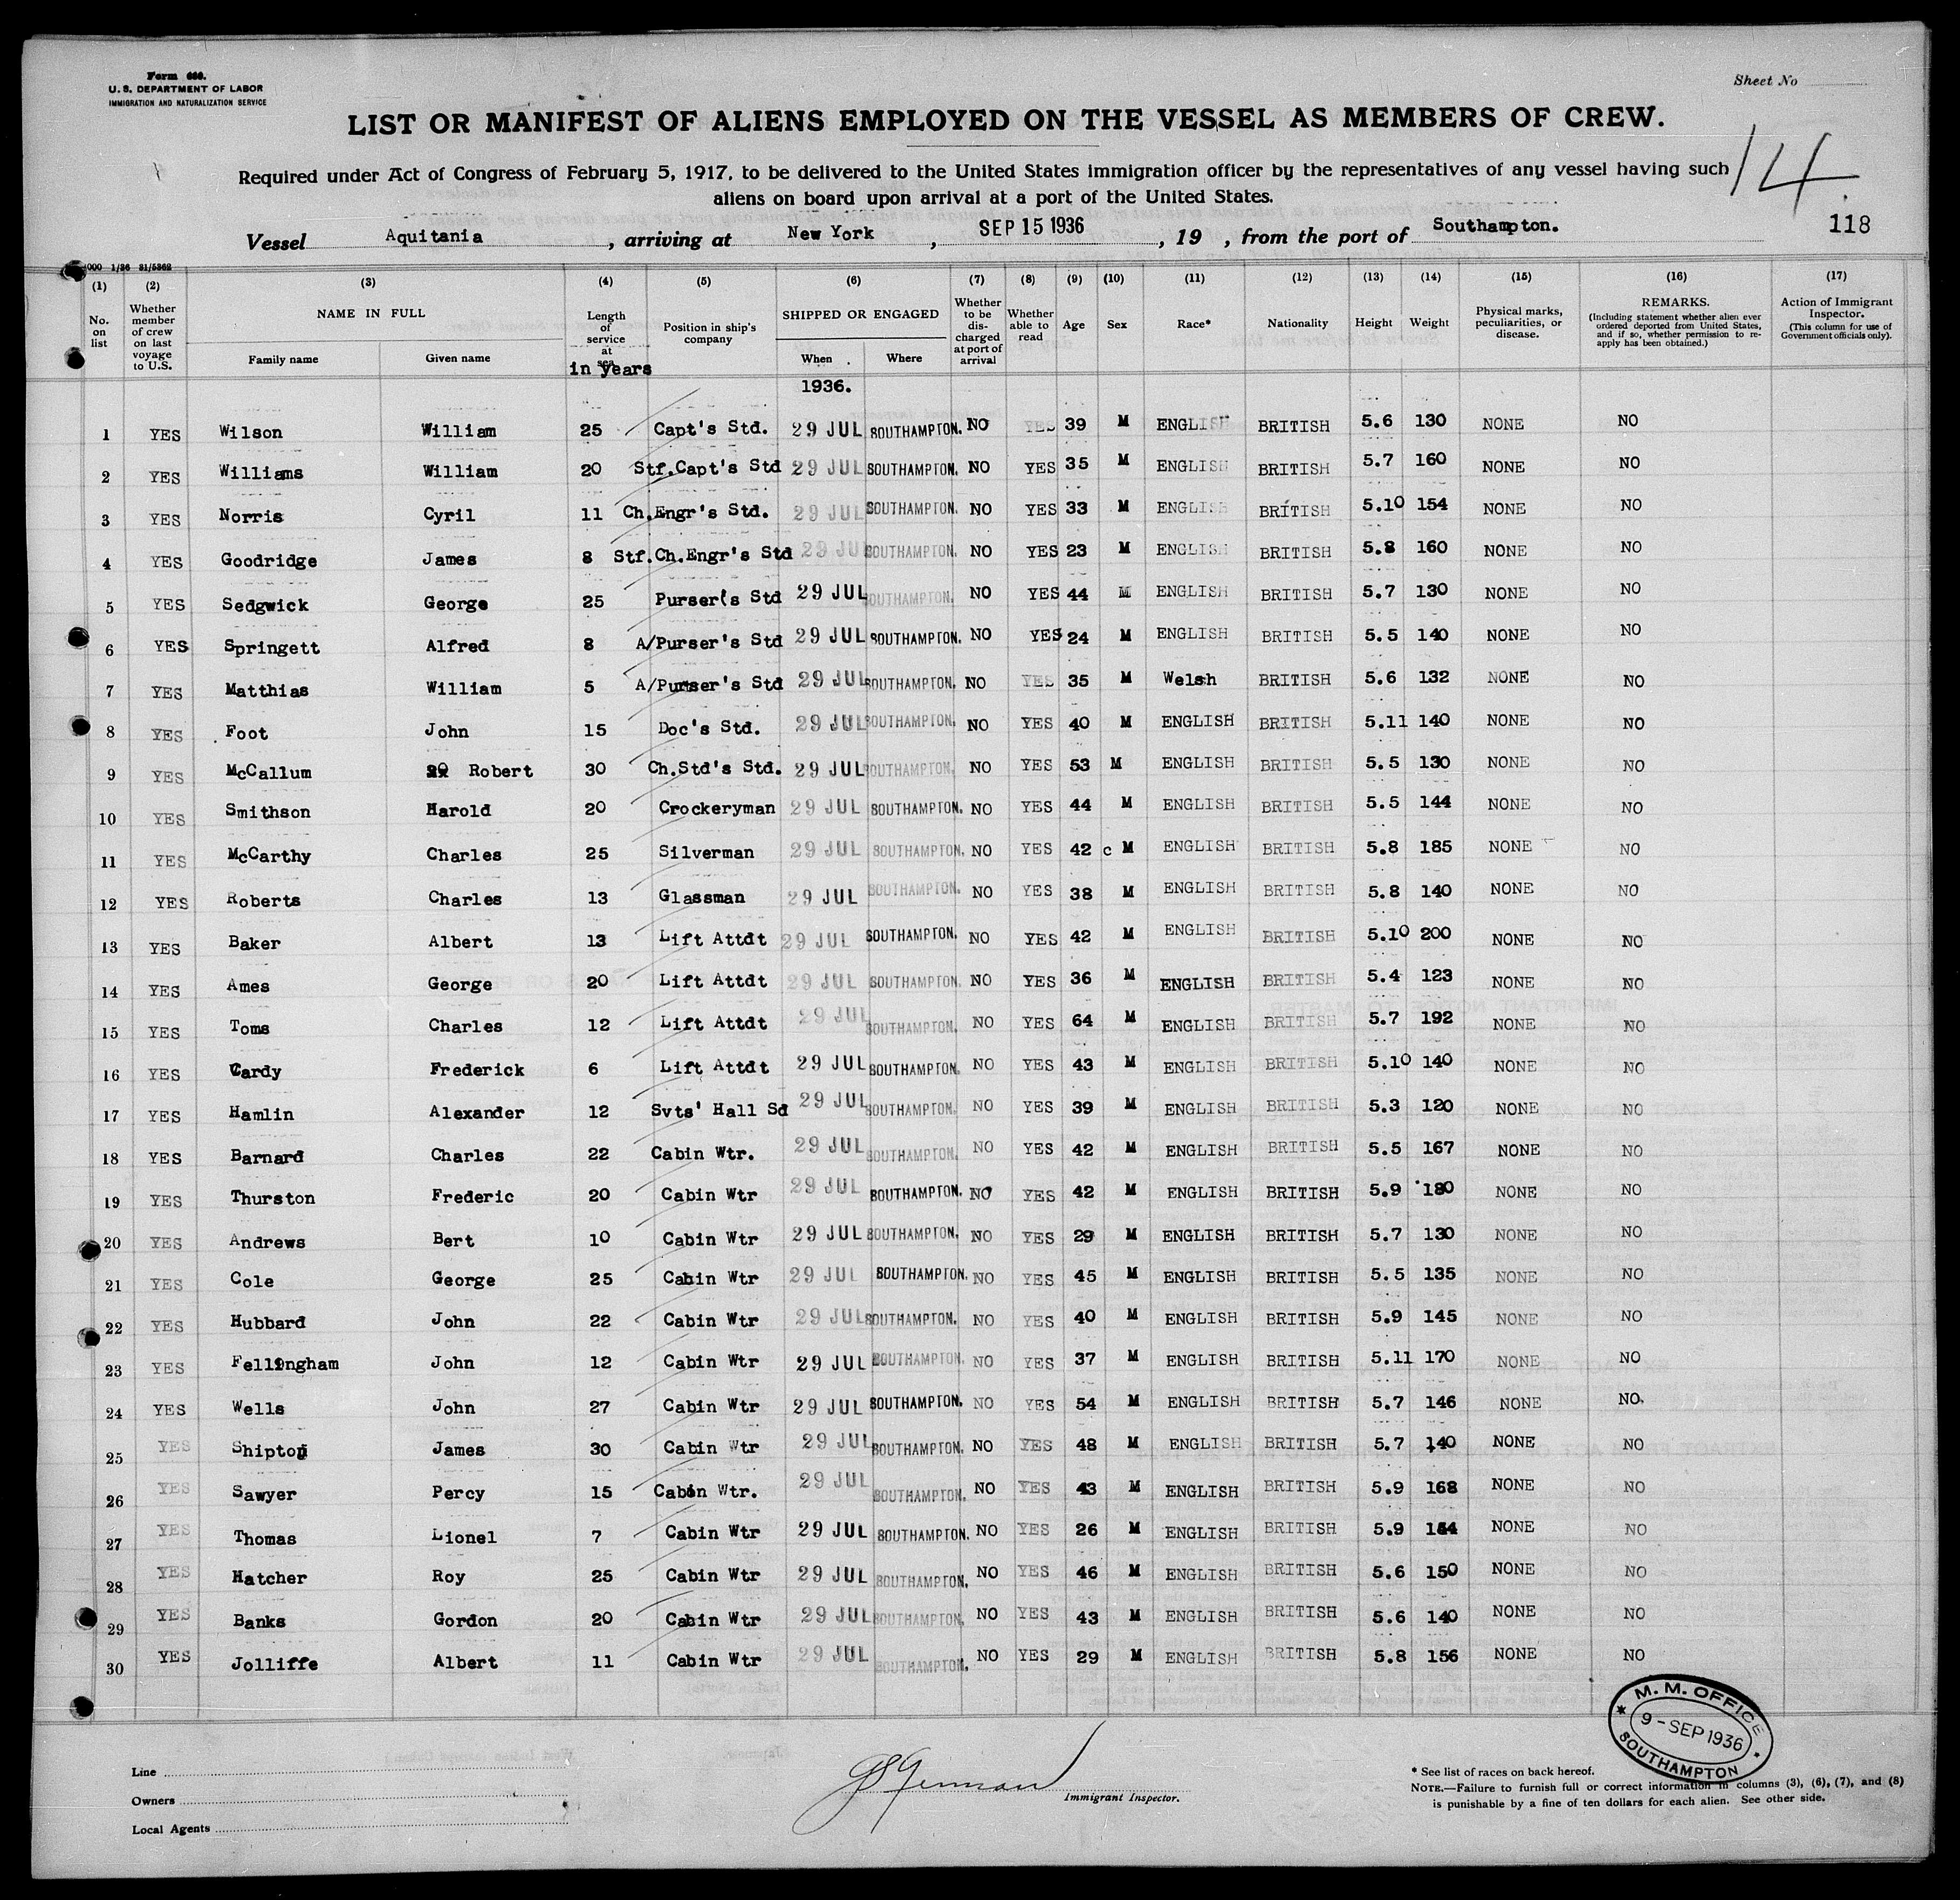 Form 680.
U. S. DEPARTMENT OF LABOR
IMMIGRATION AND NATURALIZATION SERVICE
Sheet No
LIST OR MANIFEST OF ALIENS EMPLOYED ON THE VESSEL AS MEMBERS OF CREW.
14
Required under Act of Congress of February 5, 1917, to be delivered to the United States immigration officer by the representatives of any vessel having such
aliens on board upon arrival at a port of the United States.
118
Vessel Aquitania, arriving at New York, SEP 15 1936, 19 , from the port of Southampton.
000 1/36 31/5362
(1) No. on list
(2) Whether member of crew on last voyage to U.S.
(3) NAME IN FULL Family name Given name
(4) Length of service at sea in years
(5) Position in ship's company
(6) SHIPPED OR ENGAGED When Where
(7) Whether to be discharged at port of arrival
(8) Whether able to read
(9) Age
(10) Sex
(11) Race*
(12) Nationality
(13) Height
(14) Weight
(15) Physical marks, peculiarities, or disease.
(16) REMARKS. (Including statement whether alien ever ordered deported from United States, and if so, whether permission to re-apply has been obtained.)
(17) Action of Immigrant Inspector. (This column for use of Government officials only).
1936.
1 YES Wilson William 25 Capt's Std. 29 JUL SOUTHAMPTON. NO YES 39 M ENGLISH BRITISH 5.6 130 NONE NO
2 YES Williams William 20 Stf.Capt's Std 29 JUL SOUTHAMPTON. NO YES 35 M ENGLISH BRITISH 5.7 160 NONE NO
3 YES Norris Cyril 11 Ch.Engr's Std. 29 JUL SOUTHAMPTON. NO YES 33 M ENGLISH BRITISH 5.10 154 NONE NO
4 YES Goodridge James 8 Stf.Ch.Engr's Std 29 JUL SOUTHAMPTON. NO YES 23 M ENGLISH BRITISH 5.8 160 NONE NO
5 YES Sedgwick George 25 Purser's Std 29 JUL SOUTHAMPTON. NO YES 44 M ENGLISH BRITISH 5.7 130 NONE NO
6 YES Springett Alfred 8 A/Purser's Std 29 JUL SOUTHAMPTON. NO YES 24 M ENGLISH BRITISH 5.5 140 NONE NO
7 YES Matthias William 5 A/Purser's Std 29 JUL SOUTHAMPTON. NO YES 35 M Welsh BRITISH 5.6 132 NONE NO
8 YES Foot John 15 Doc's Std. 29 JUL SOUTHAMPTON. NO YES 40 M ENGLISH BRITISH 5.11 140 NONE NO
9 YES McCallum Robert 30 Ch.Std's Std. 29 JUL SOUTHAMPTON. NO YES 53 M ENGLISH BRITISH 5.5 130 NONE NO
10 YES Smithson Harold 20 Crockeryman 29 JUL SOUTHAMPTON. NO YES 44 M ENGLISH BRITISH 5.5 144 NONE NO
11 YES McCarthy Charles 25 Silverman 29 JUL SOUTHAMPTON. NO YES 42 c M ENGLISH BRITISH 5.8 185 NONE NO
12 YES Roberts Charles 13 Glassman 29 JUL SOUTHAMPTON. NO YES 38 M ENGLISH BRITISH 5.8 140 NONE NO
13 YES Baker Albert 13 Lift Attdt 29 JUL SOUTHAMPTON. NO YES 42 M ENGLISH BRITISH 5.10 200 NONE NO
14 YES Ames George 20 Lift Attdt 29 JUL SOUTHAMPTON. NO YES 36 M ENGLISH BRITISH 5.4 123 NONE NO
15 YES Toms Charles 12 Lift Attdt 29 JUL SOUTHAMPTON. NO YES 64 M ENGLISH BRITISH 5.7 192 NONE NO
16 YES Cardy Frederick 6 Lift Attdt 29 JUL SOUTHAMPTON. NO YES 43 M ENGLISH BRITISH 5.10 140 NONE NO
17 YES Hamlin Alexander 12 Svts' Hall Sd 29 JUL SOUTHAMPTON. NO YES 39 M ENGLISH BRITISH 5.3 120 NONE NO
18 YES Barnard Charles 22 Cabin Wtr. 29 JUL SOUTHAMPTON. NO YES 42 M ENGLISH BRITISH 5.5 167 NONE NO
19 YES Thurston Frederic 20 Cabin Wtr 29 JUL SOUTHAMPTON. NO YES 42 M ENGLISH BRITISH 5.9 180 NONE NO
20 YES Andrews Bert 10 Cabin Wtr 29 JUL SOUTHAMPTON. NO YES 29 M ENGLISH BRITISH 5.7 130 NONE NO
21 YES Cole George 25 Cabin Wtr 29 JUL SOUTHAMPTON. NO YES 45 M ENGLISH BRITISH 5.5 135 NONE NO
22 YES Hubbard John 22 Cabin Wtr 29 JUL SOUTHAMPTON. NO YES 40 M ENGLISH BRITISH 5.9 145 NONE NO
23 YES Fellingham John 12 Cabin Wtr 29 JUL SOUTHAMPTON. NO YES 37 M ENGLISH BRITISH 5.11 170 NONE NO
24 YES Wells John 27 Cabin Wtr 29 JUL SOUTHAMPTON. NO YES 54 M ENGLISH BRITISH 5.7 146 NONE NO.
25 YES Shipton James 30 Cabin Wtr 29 JUL SOUTHAMPTON. NO YES 48 M ENGLISH BRITISH 5.7 140 NONE NO
26 YES Sawyer Percy 15 Cabin Wtr. 29 JUL SOUTHAMPTON. NO YES 43 M ENGLISH BRITISH 5.9 168 NONE NO
27 YES Thomas Lionel 7 Cabin Wtr 29 JUL SOUTHAMPTON. NO YES 26 M ENGLISH BRITISH 5.9 NONE NO
28 YES Hatcher Roy 25 Cabin Wtr 29 JUL SOUTHAMPTON. NO YES 46 M ENGLISH BRITISH 5.6 150 NONE NO
29 YES Banks Gordon 20 Cabin Wtr 29 JUL SOUTHAMPTON. NO YES 43 M ENGLISH BRITISH 5.6 140 NONE NO
30 YES Jolliffe Albert 11 Cabin Wtr 29 JUL SOUTHAMPTON. NO YES 29 M ENGLISH BRITISH 5.8 156 NONE NO
M. M. OFFICE
9 - SEP 1936
SOUTHAMPTON
Line
Owners
Local Agents
Immigrant Inspector.
* See list of races on back hereof.
NOTE.—Failure to furnish full or correct information in columns (3), (6), (7), and (8)
is punishable by a fine of ten dollars for each alien. See other side.